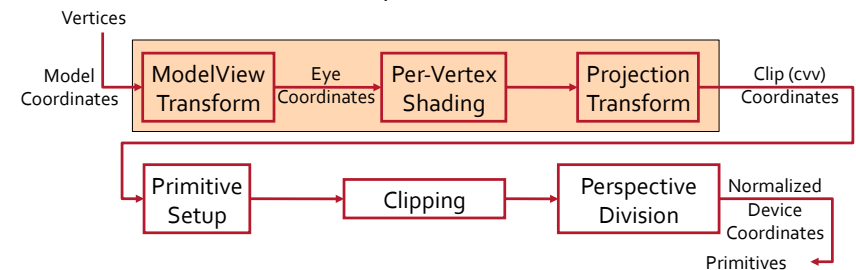 Vertices
Model
Coordinates
ModelView
Transform
Eye
Coordinates
Per-Vertex
Shading
Projection
Transform
Clip (cvv)
Coordinates
Primitive
Setup
Clipping
Perspective
Division
Normalized
Device
Coordinates
Primitives